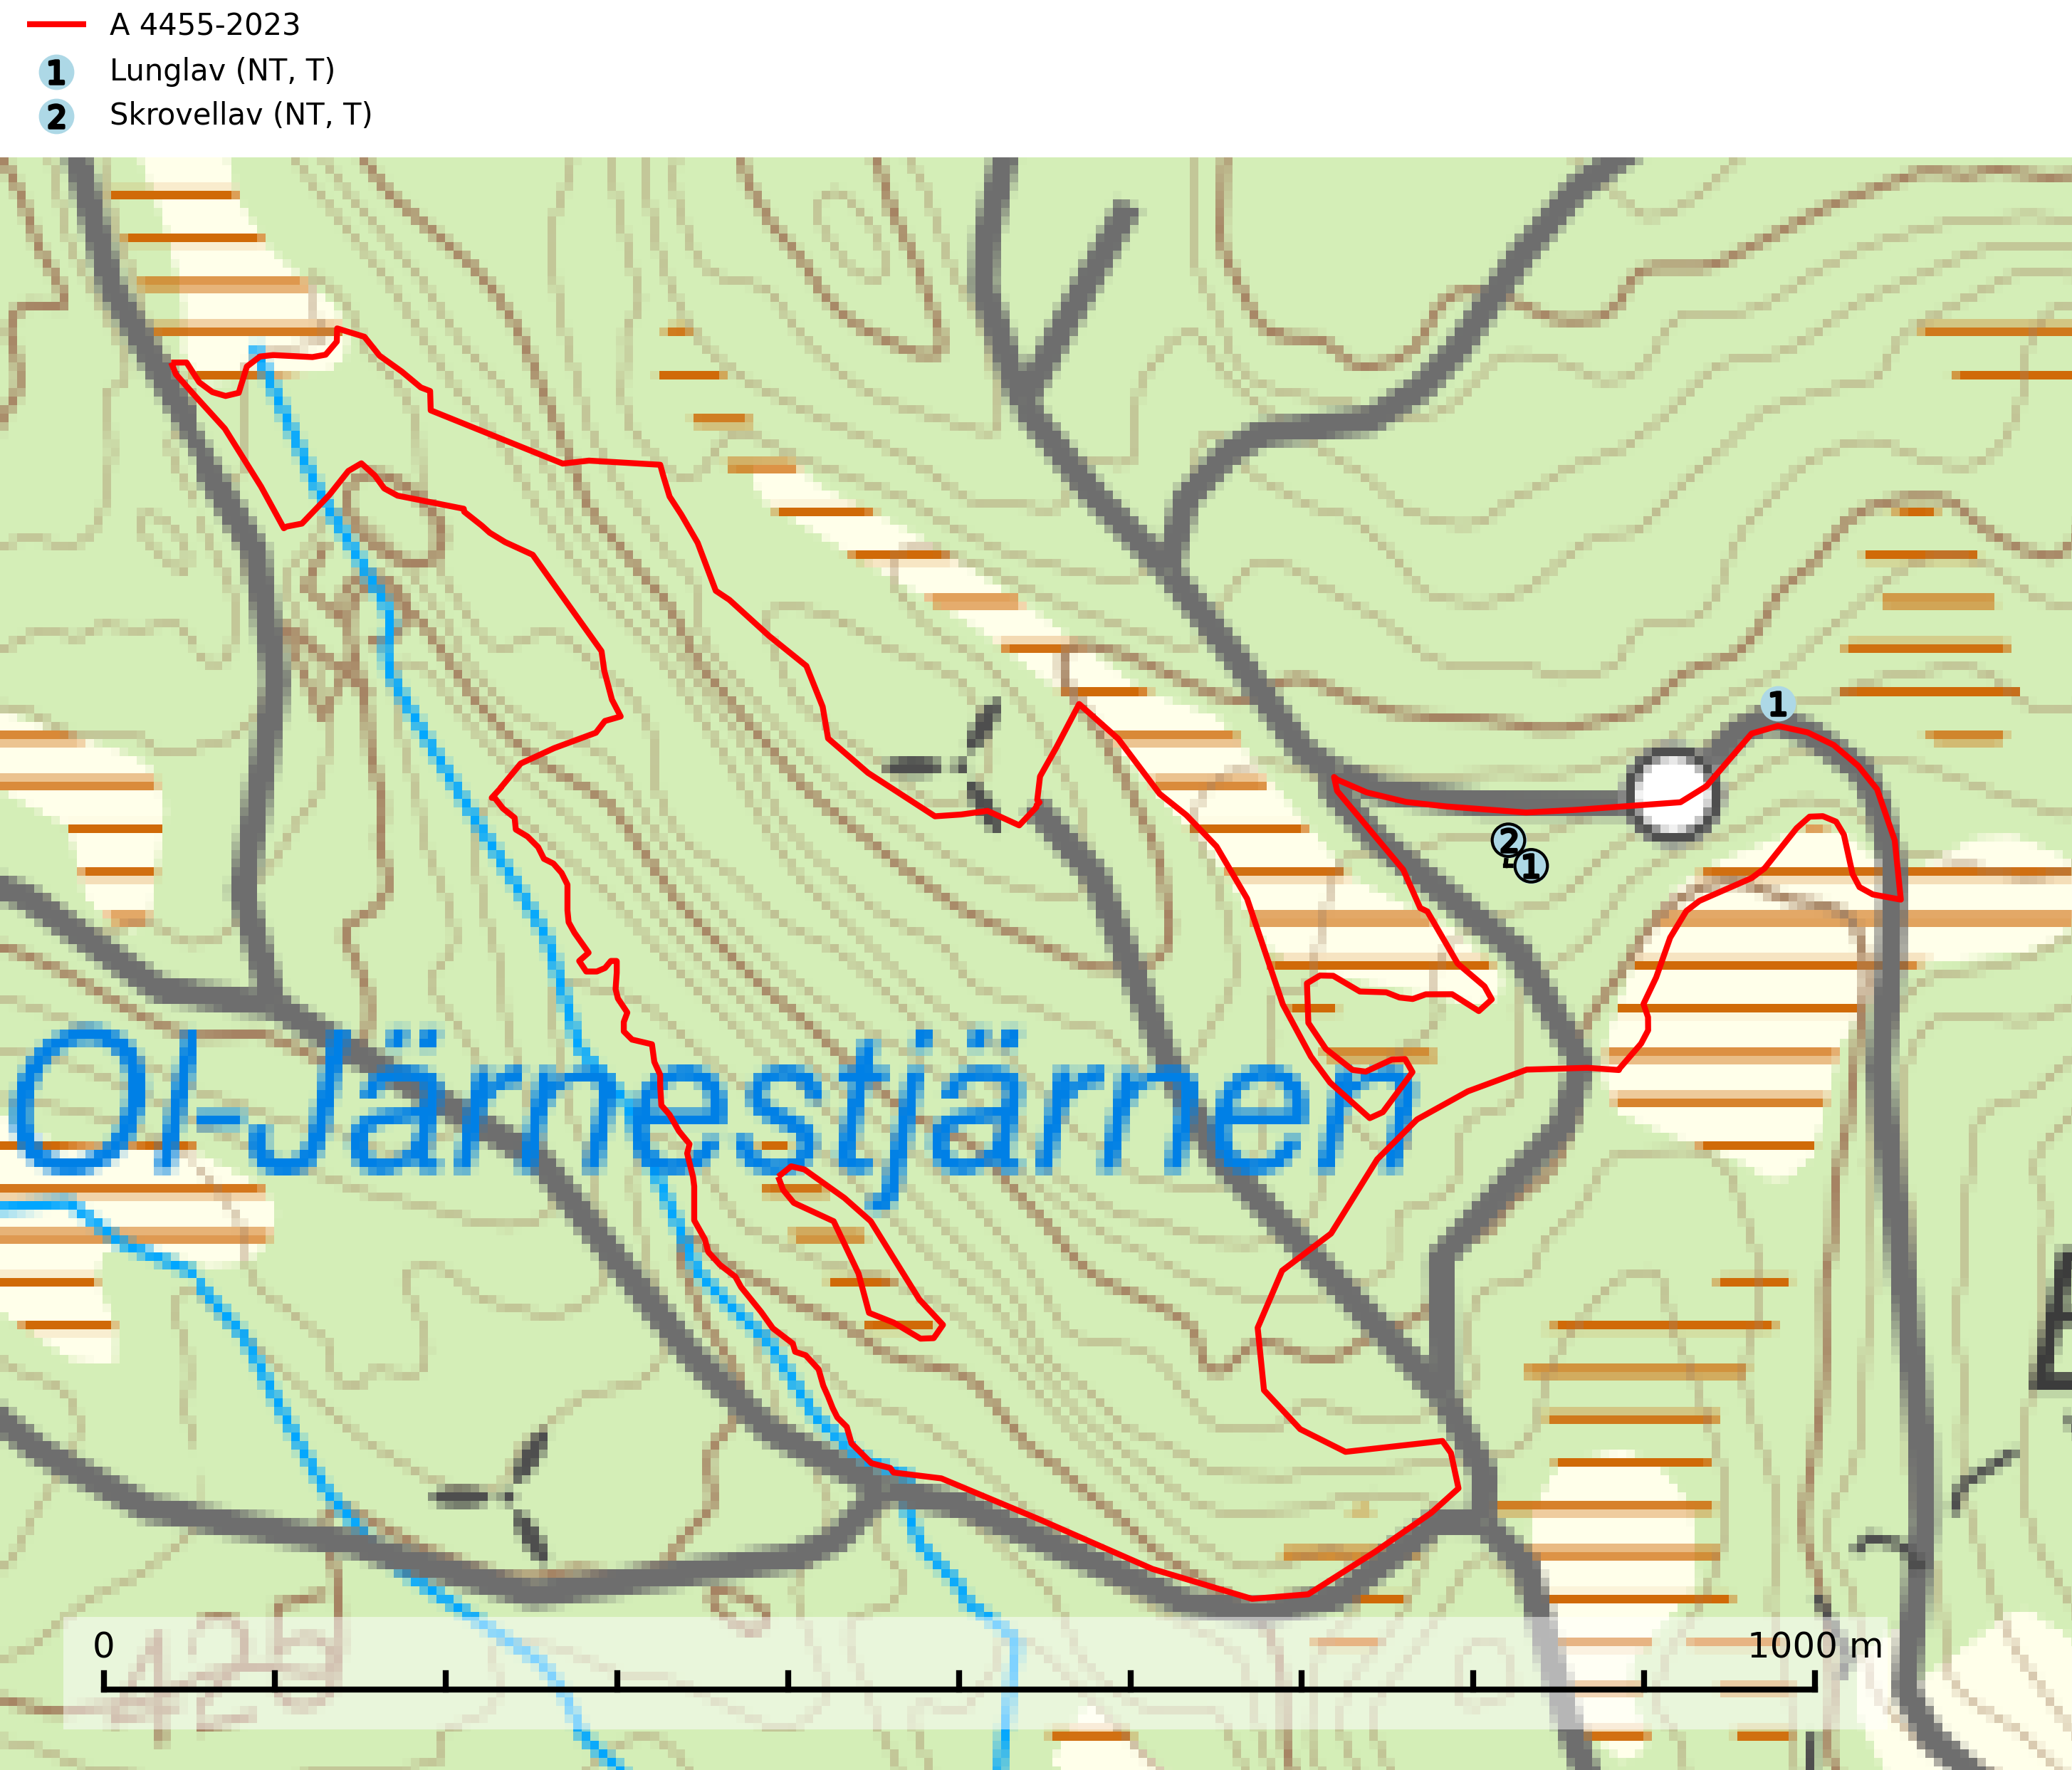 A 4455-2023
1 Lunglav (NT, T)
2 Skrovellav (NT, T)
1
2
1
Ol-Järnestjärnen
425
0 1000 m